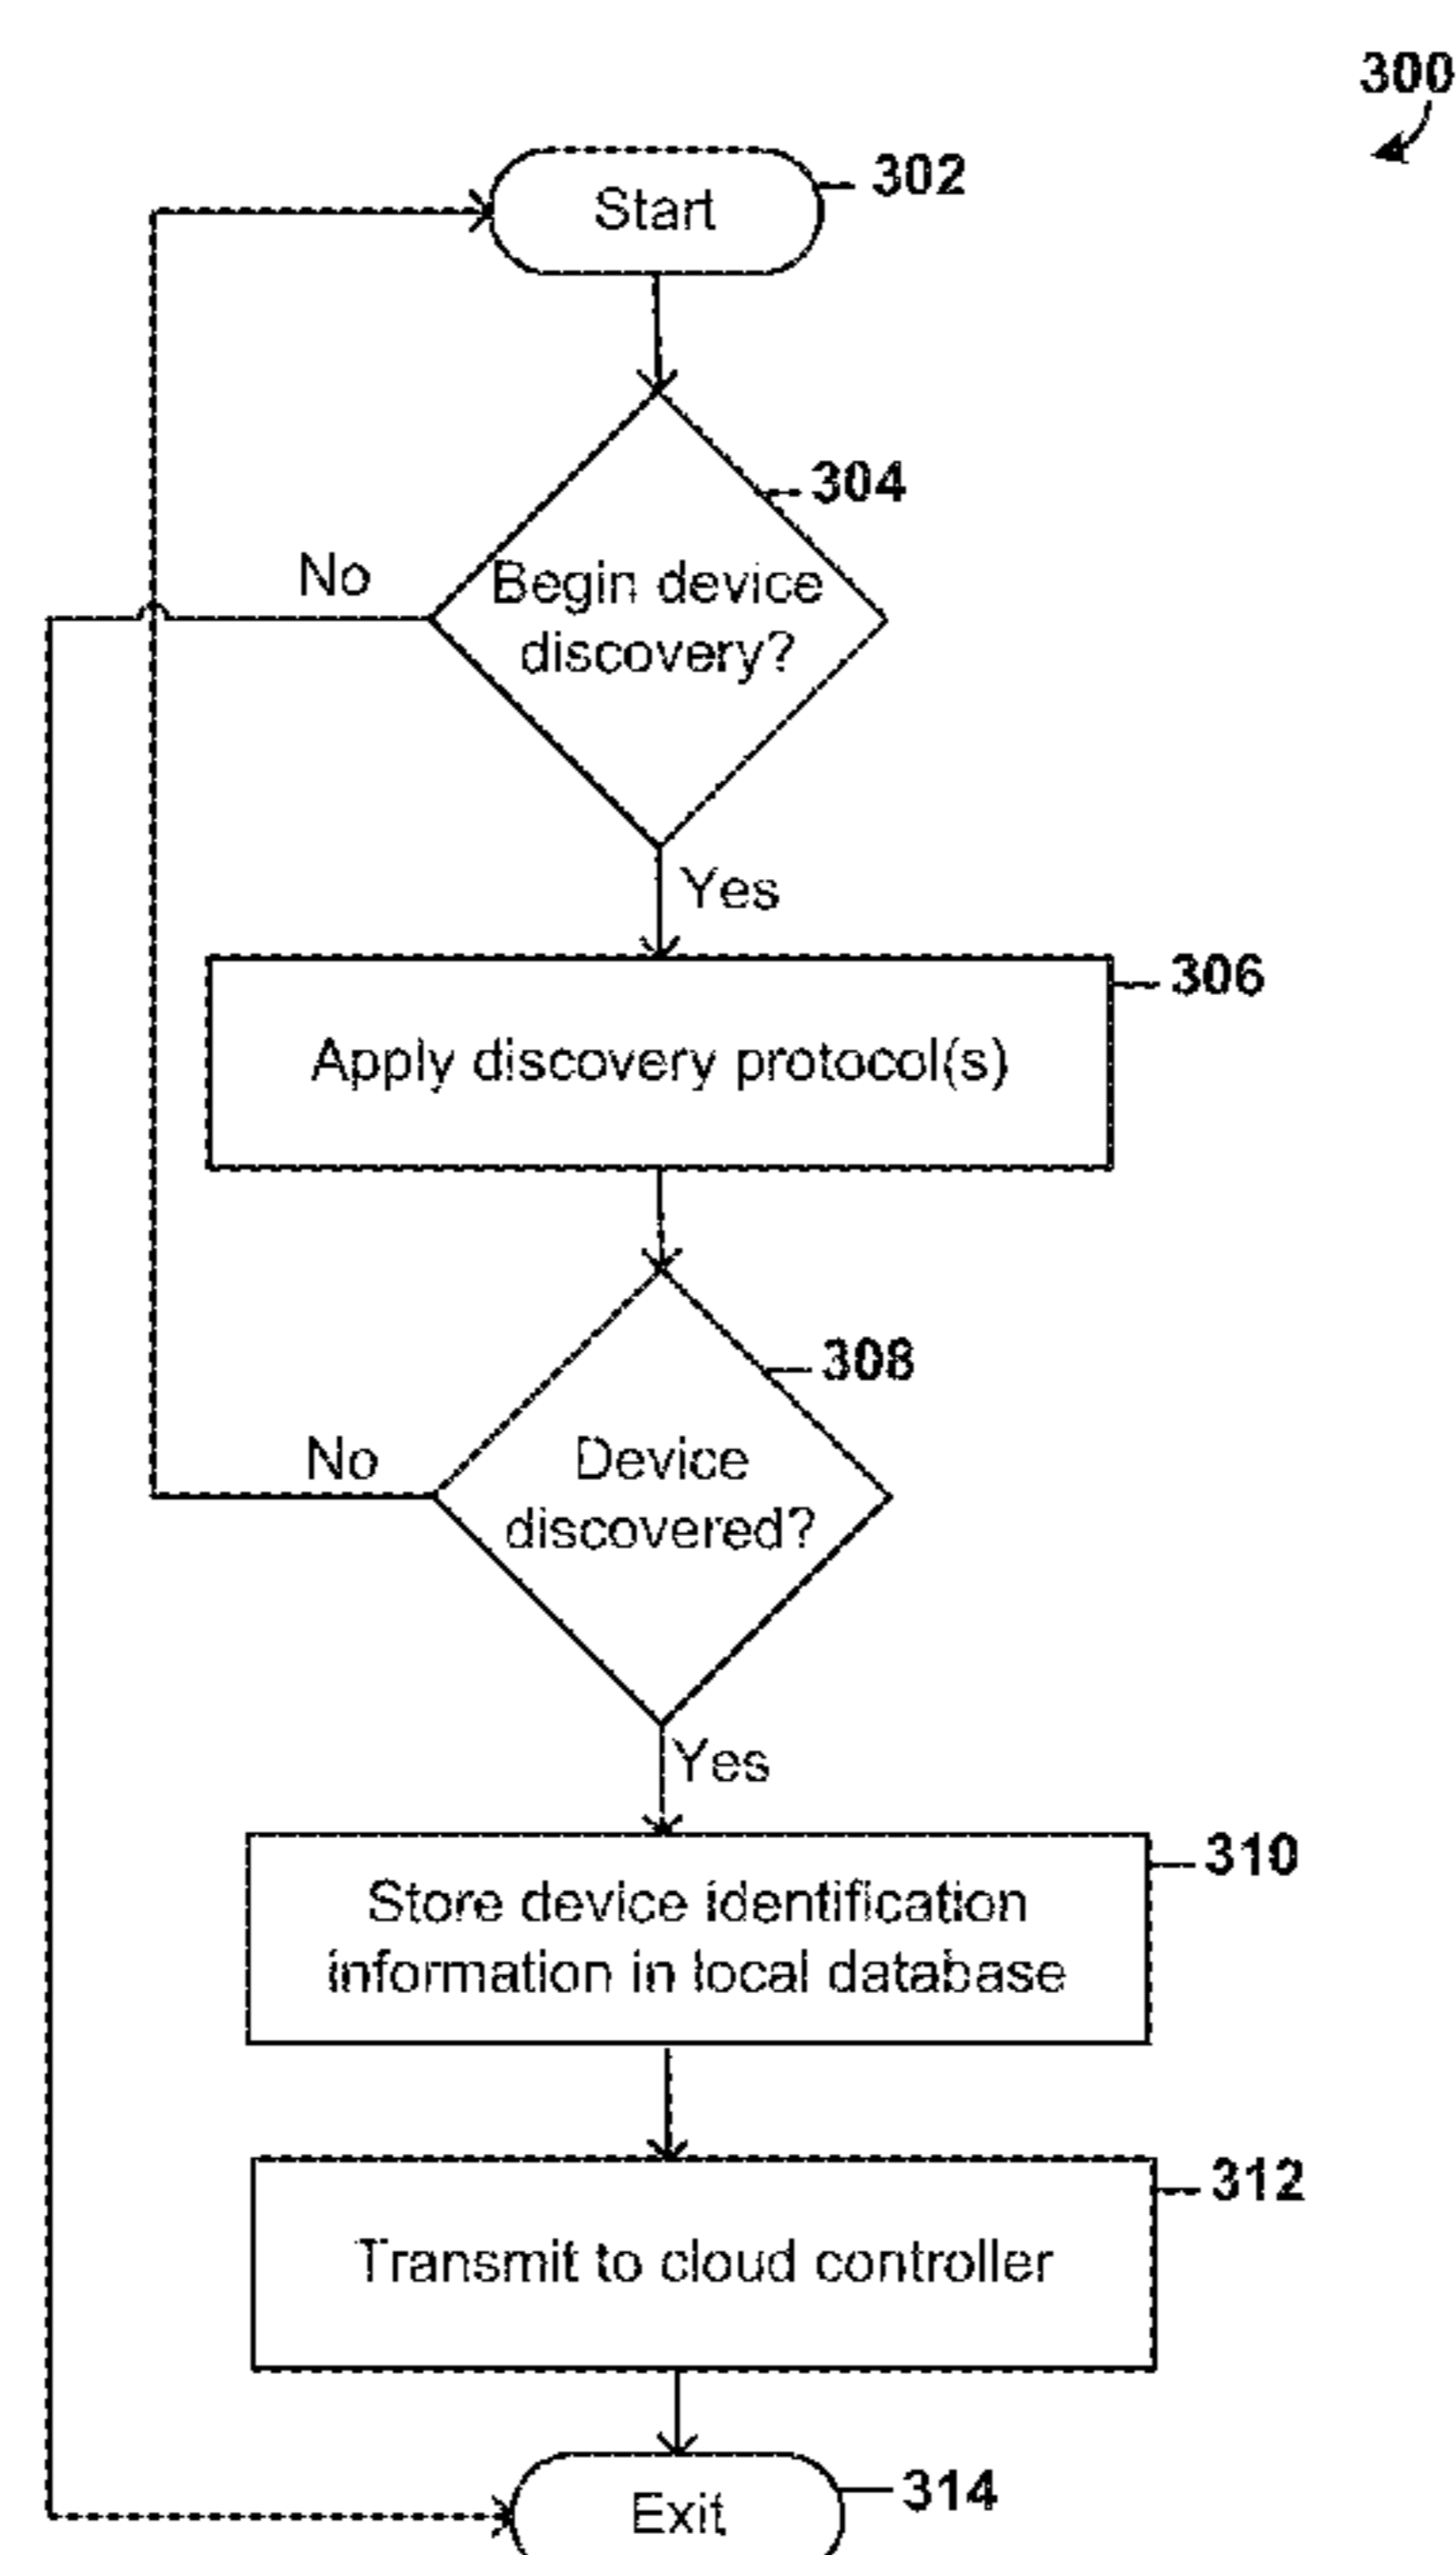 300
Start
302
304
No
Begin device
discovery?
Yes
306
Apply discovery protocol(s)
308
No
Device
discovered?
Yes
310
Store device identification
information in local database
312
Transmit to cloud controller
314
Exit